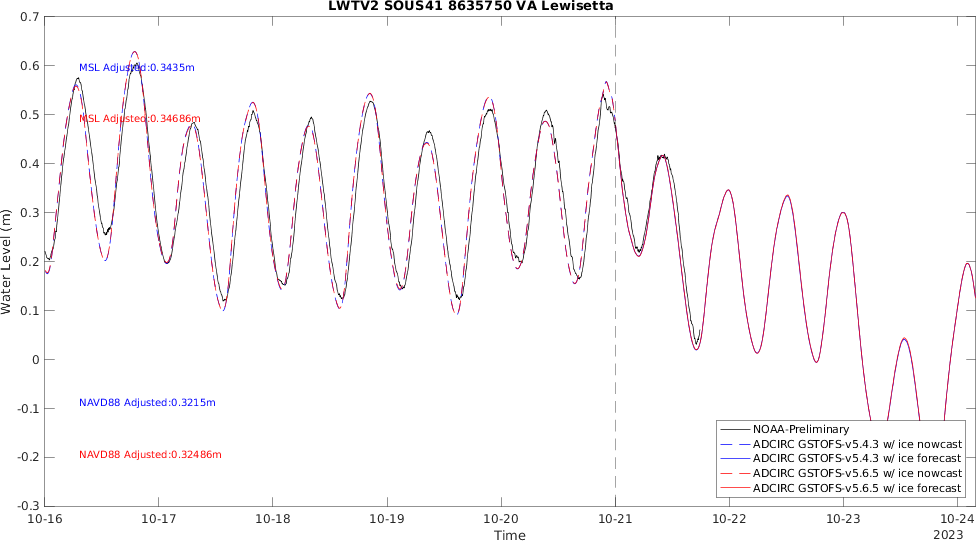 LWTV2 SOUS41 8635750 VA Lewisetta
0.7
0.6
0.5
0.4
0.3
0.2
0.1
0
-0.1
-0.2
-0.3
Water Level (m)
MSL Adjusted:0.3435m
MSL Adjusted:0.34686m
NAVD88 Adjusted:0.3215m
NAVD88 Adjusted:0.32486m
NOAA-Preliminary
ADCIRC GSTOFS-v5.4.3 w/ ice nowcast
ADCIRC GSTOFS-v5.4.3 w/ ice forecast
ADCIRC GSTOFS-v5.6.5 w/ ice nowcast
ADCIRC GSTOFS-v5.6.5 w/ ice forecast
10-16 10-17 10-18 10-19 10-20 10-21 10-22 10-23 10-24
Time
2023